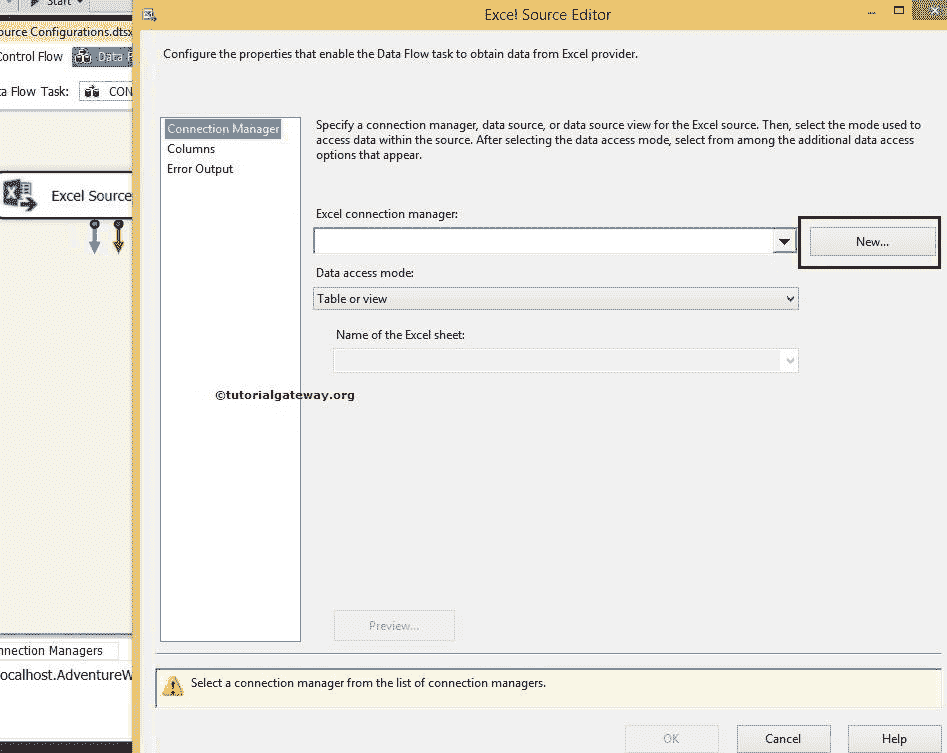 Start
Excel Source Editor
ource Configurations.dtsx
Control Flow
Data F
a Flow Task:
CON
Configure the properties that enable the Data Flow task to obtain data from Excel provider.
Connection Manager
Columns
Error Output
Specify a connection manager, data source, or data source view for the Excel source. Then, select the mode used to
access data within the source. After selecting the data access mode, select from among the additional data access
options that appear.
Excel Source
Excel connection manager:
New...
Data access mode:
Table or view
Name of the Excel sheet:
©tutorialgateway.org
Preview...
nnection Managers
ocalhost.AdventureW
Select a connection manager from the list of connection managers.
OK
Cancel
Help